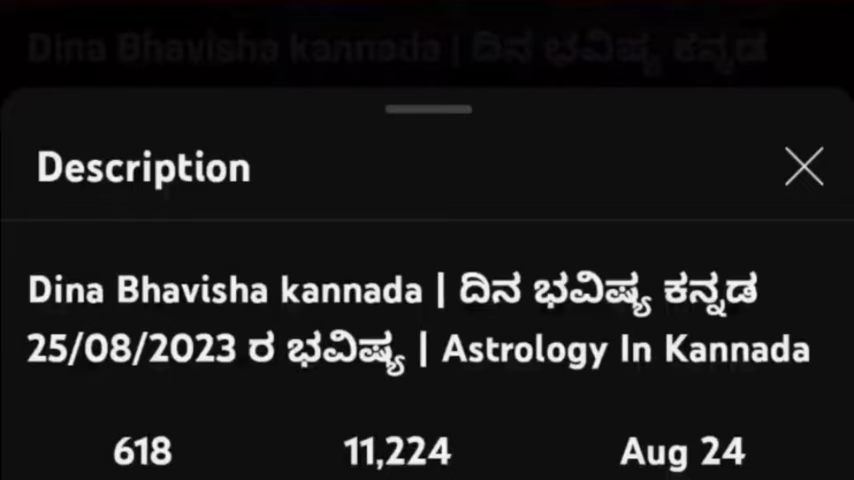 Dina Bhavisha kannada | ದಿನ ಭವಿಷ್ಯ ಕನ್ನಡ
Description
Dina Bhavisha kannada | ದಿನ ಭವಿಷ್ಯ ಕನ್ನಡ
25/08/2023 ರ ಭವಿಷ್ಯ | Astrology In Kannada
618 11,224 Aug 24